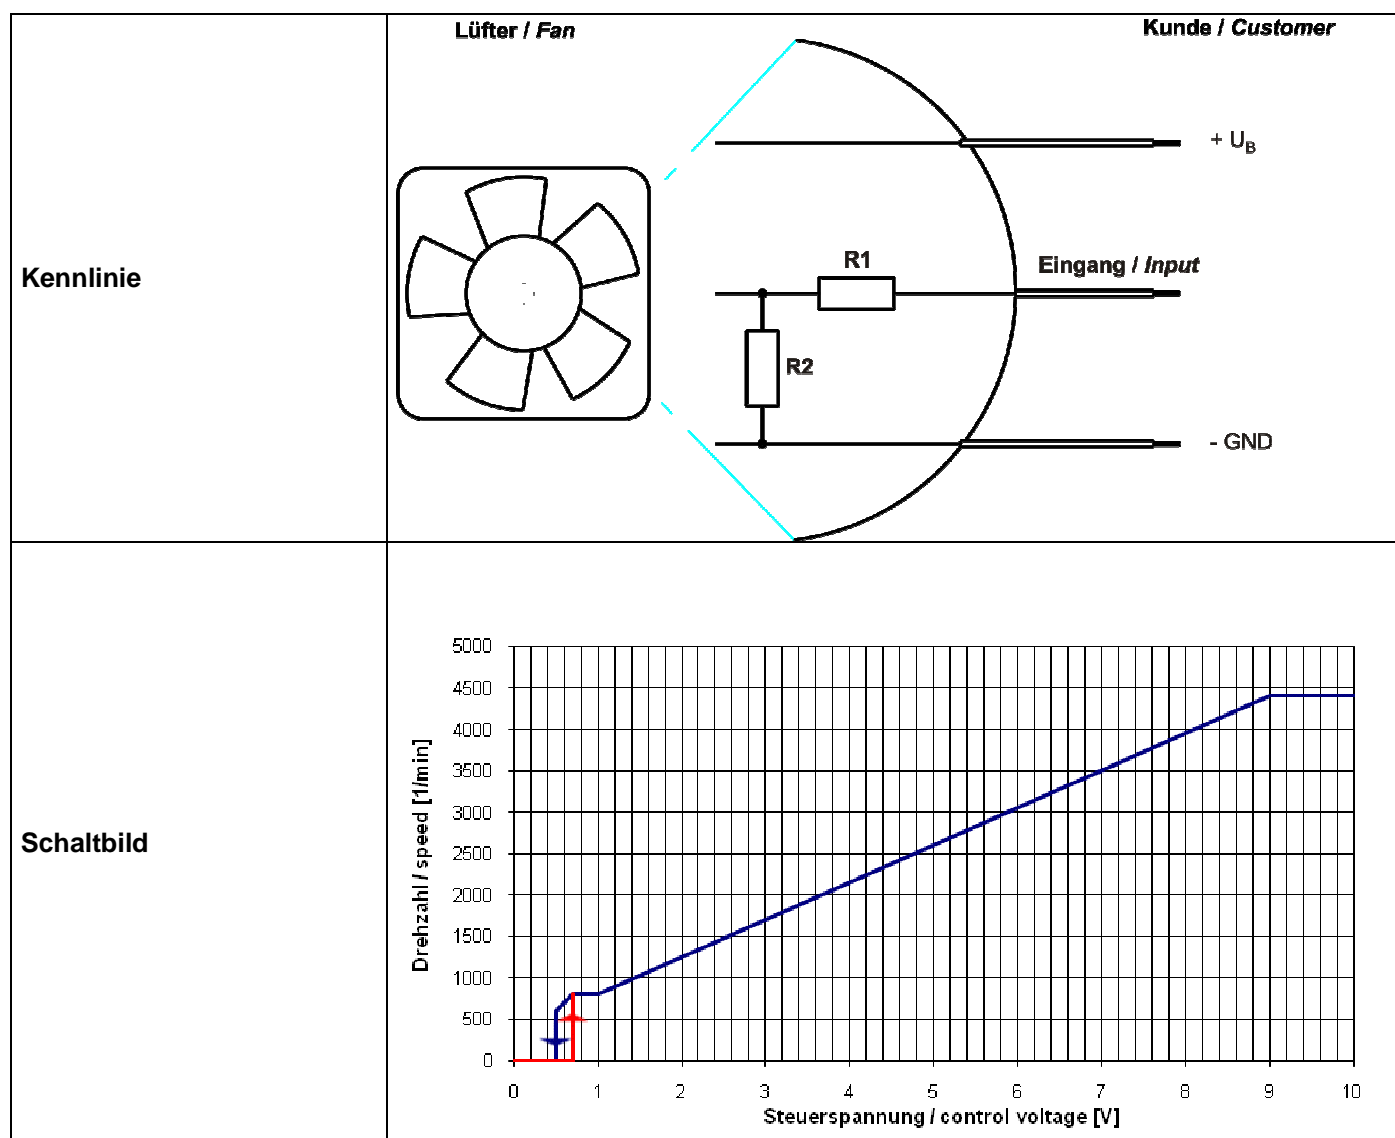 Lüfter / Fan
Kunde / Customer
+ U_B
Kennlinie
R1
Eingang / Input
R2
- GND
Schaltbild
Drehzahl / speed [1/min]
5000
4500
4000
3500
3000
2500
2000
1500
1000
500
0
0 1 2 3 4 5 6 7 8 9 10
Steuerspannung / control voltage [V]